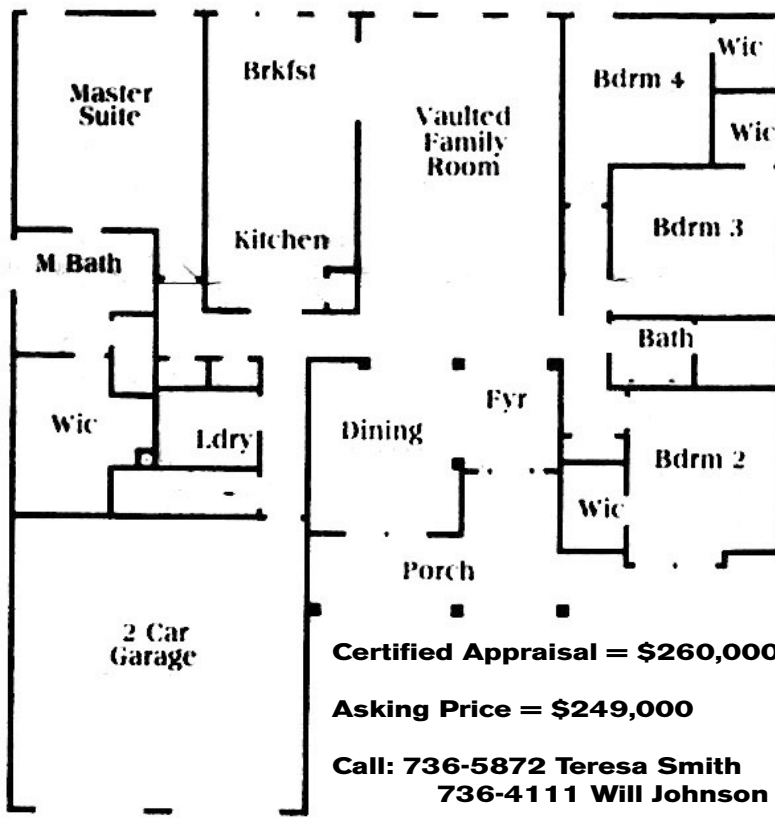 Wic
Brkfst
Bdrm 4
Master
Suite
Vaulted
Family
Room
Wic
Bdrm 3
Kitchen
M Bath
Bath
Fyr
Wic
Dining
Ldry
Bdrm 2
Wic
Porch
2 Car
Garage
Certified Appraisal = $260,000
Asking Price = $249,000
Call: 736-5872 Teresa Smith
736-4111 Will Johnson